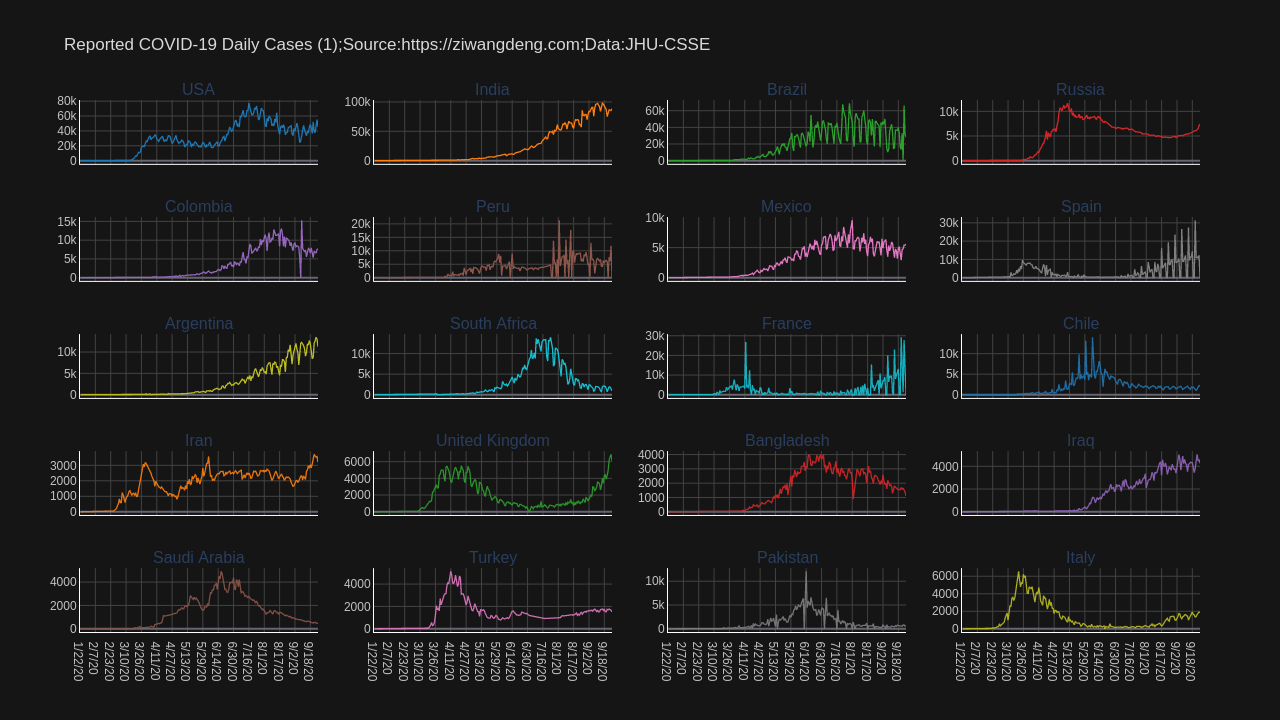 Reported COVID-19 Daily Cases (1);Source:https://ziwangdeng.com;Data:JHU-CSSE
USA
80k
60k
40k
20k
0
India
100k
50k
0
Brazil
60k
40k
20k
0
Russia
10k
5k
0
Colombia
15k
10k
5k
0
Peru
20k
15k
10k
5k
0
Mexico
10k
5k
0
Spain
30k
20k
10k
0
Argentina
10k
5k
0
South Africa
10k
5k
0
France
30k
20k
10k
0
Chile
10k
5k
0
Iran
3000
2000
1000
0
United Kingdom
6000
4000
2000
0
Bangladesh
4000
3000
2000
1000
0
Iraq
4000
2000
0
Saudi Arabia
4000
2000
0
Turkey
4000
2000
0
Pakistan
10k
5k
0
Italy
6000
4000
2000
0
1/22/20
2/7/20
2/23/20
3/10/20
3/26/20
4/11/20
4/27/20
5/13/20
5/29/20
6/14/20
6/30/20
7/16/20
8/1/20
8/17/20
9/2/20
9/18/20
1/22/20
2/7/20
2/23/20
3/10/20
3/26/20
4/11/20
4/27/20
5/13/20
5/29/20
6/14/20
6/30/20
7/16/20
8/1/20
8/17/20
9/2/20
9/18/20
1/22/20
2/7/20
2/23/20
3/10/20
3/26/20
4/11/20
4/27/20
5/13/20
5/29/20
6/14/20
6/30/20
7/16/20
8/1/20
8/17/20
9/2/20
9/18/20
1/22/20
2/7/20
2/23/20
3/10/20
3/26/20
4/11/20
4/27/20
5/13/20
5/29/20
6/14/20
6/30/20
7/16/20
8/1/20
8/17/20
9/2/20
9/18/20